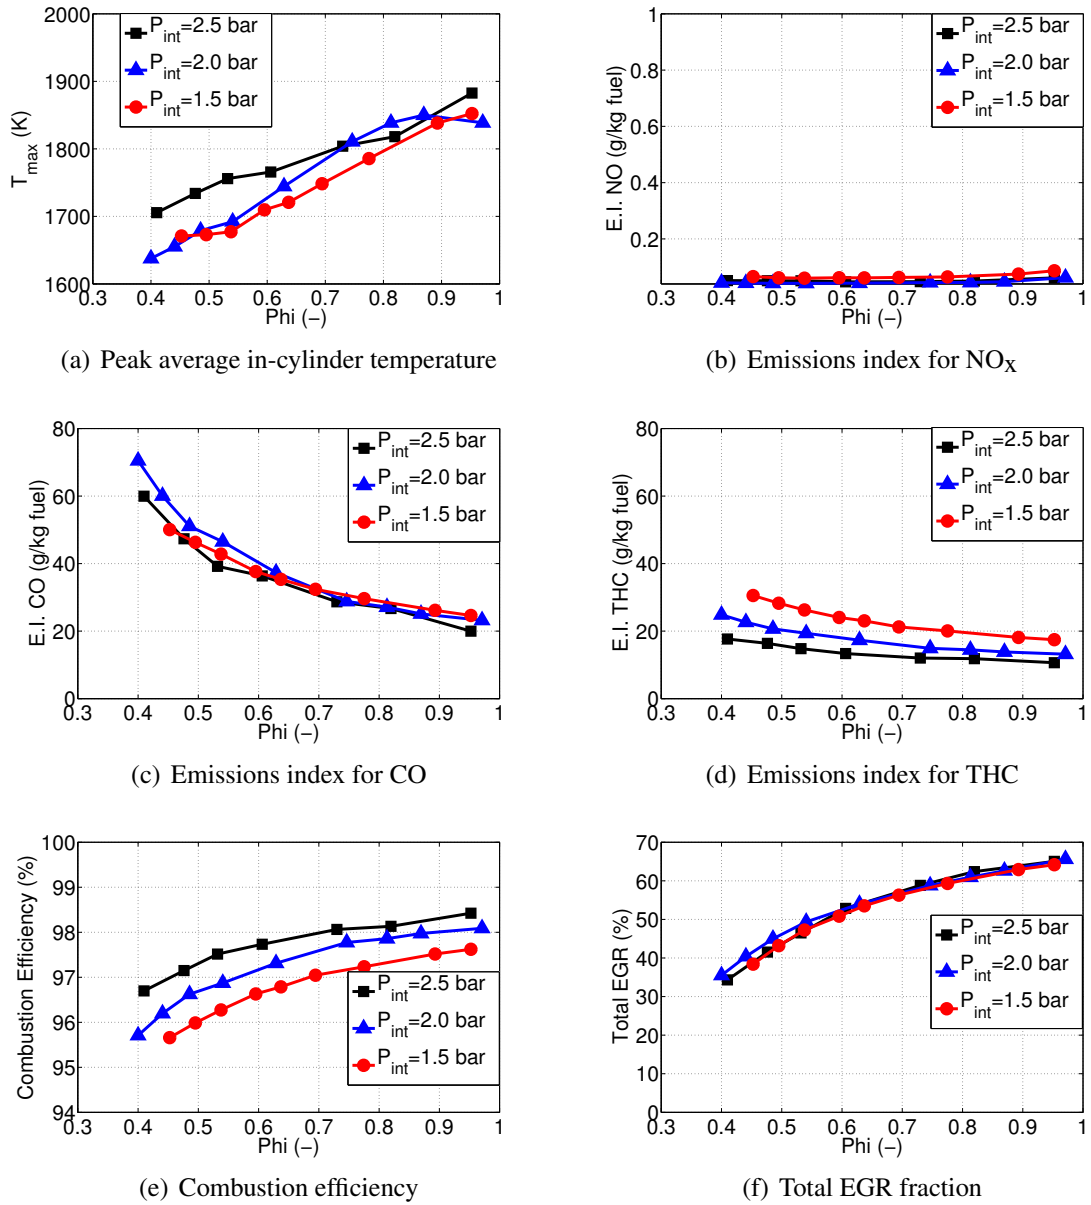 2000
1900
1800
1700
1600
T_max (K)
P_int=2.5 bar
P_int=2.0 bar
P_int=1.5 bar
0.3 0.4 0.5 0.6 0.7 0.8 0.9 1
Phi (−)
(a) Peak average in-cylinder temperature
1
0.8
0.6
0.4
0.2
E.I. NO (g/kg fuel)
P_int=2.5 bar
P_int=2.0 bar
P_int=1.5 bar
0.3 0.4 0.5 0.6 0.7 0.8 0.9 1
Phi (−)
(b) Emissions index for NOX
80
60
40
20
0
E.I. CO (g/kg fuel)
P_int=2.5 bar
P_int=2.0 bar
P_int=1.5 bar
0.3 0.4 0.5 0.6 0.7 0.8 0.9 1
Phi (−)
(c) Emissions index for CO
80
60
40
20
0
E.I. THC (g/kg fuel)
P_int=2.5 bar
P_int=2.0 bar
P_int=1.5 bar
0.3 0.4 0.5 0.6 0.7 0.8 0.9 1
Phi (−)
(d) Emissions index for THC
100
99
98
97
96
95
94
Combustion Efficiency (%)
P_int=2.5 bar
P_int=2.0 bar
P_int=1.5 bar
0.3 0.4 0.5 0.6 0.7 0.8 0.9 1
Phi (−)
(e) Combustion efficiency
70
60
50
40
30
20
10
0
Total EGR (%)
P_int=2.5 bar
P_int=2.0 bar
P_int=1.5 bar
0.3 0.4 0.5 0.6 0.7 0.8 0.9 1
Phi (−)
(f) Total EGR fraction